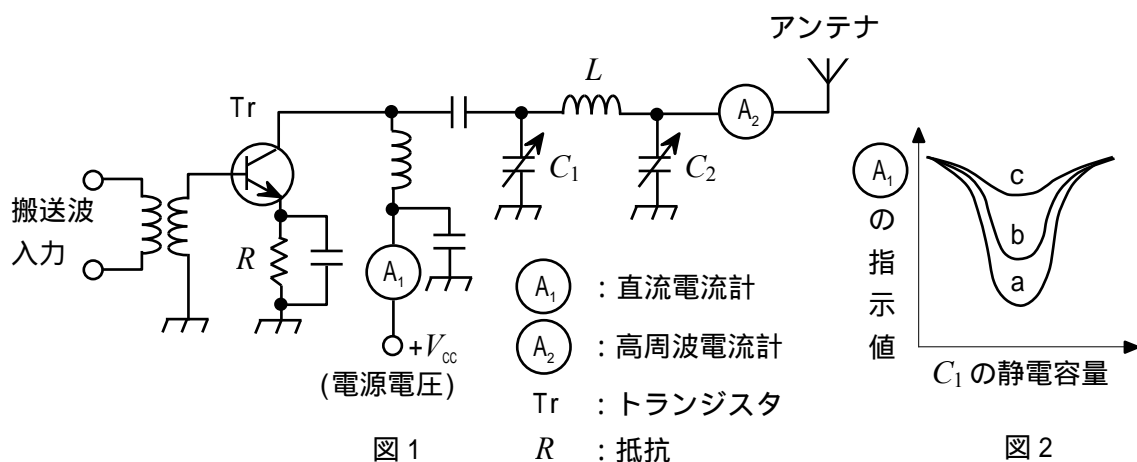 アンテナ
L
Tr
A₂
C₁
C₂
搬送波
入力
R
A₁
+V꜀꜀
(電源電圧)
A₁ :直流電流計
A₂ :高周波電流計
Tr :トランジスタ
R :抵抗
図1
A₁
の
指
示
値
c
b
a
C₁の静電容量
図2